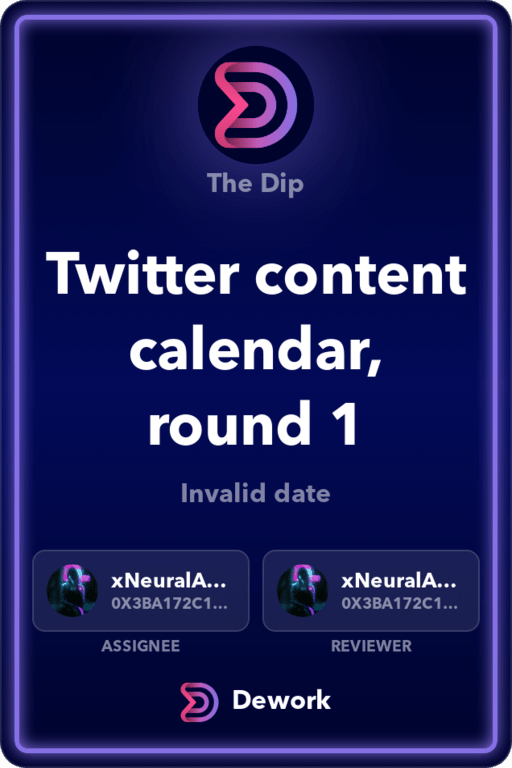 The Dip
Twitter content
calendar,
round 1
Invalid date
xNeuralA... xNeuralA...
0X3BA172C1... 0X3BA172C1...
ASSIGNEE REVIEWER
Dework